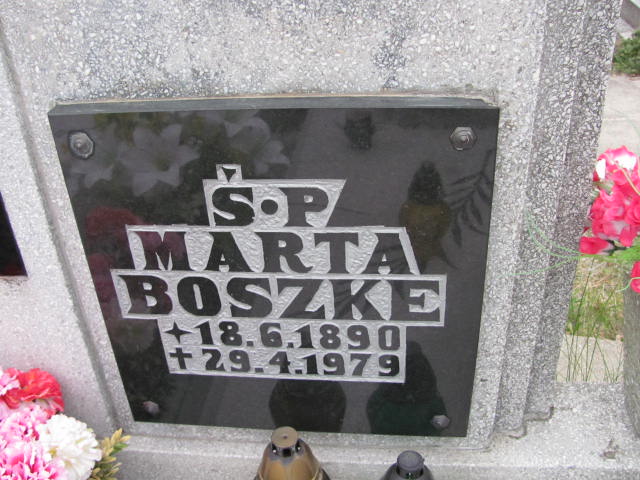 Ś·P
MARTA
BOSZKE
✦18.6.1890
✝29.4.1979